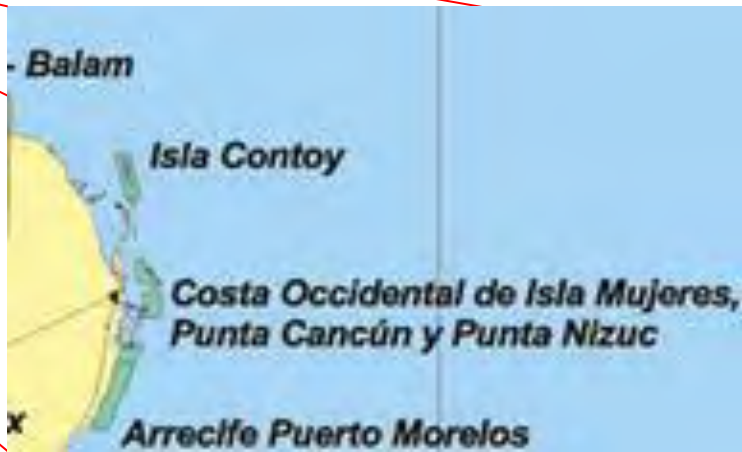 - Balam
Isla Contoy
Costa Occidental de Isla Mujeres,
Punta Cancún y Punta Nizuc
x
Arrecife Puerto Morelos